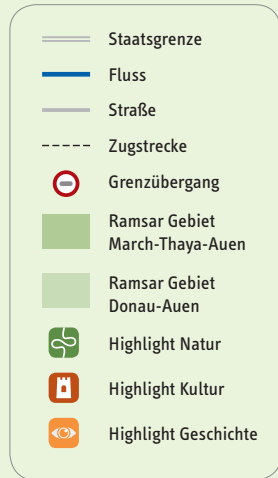 Staatsgrenze
Fluss
Straße
Zugstrecke
Grenzübergang
Ramsar Gebiet
March-Thaya-Auen
Ramsar Gebiet
Donau-Auen
Highlight Natur
Highlight Kultur
Highlight Geschichte